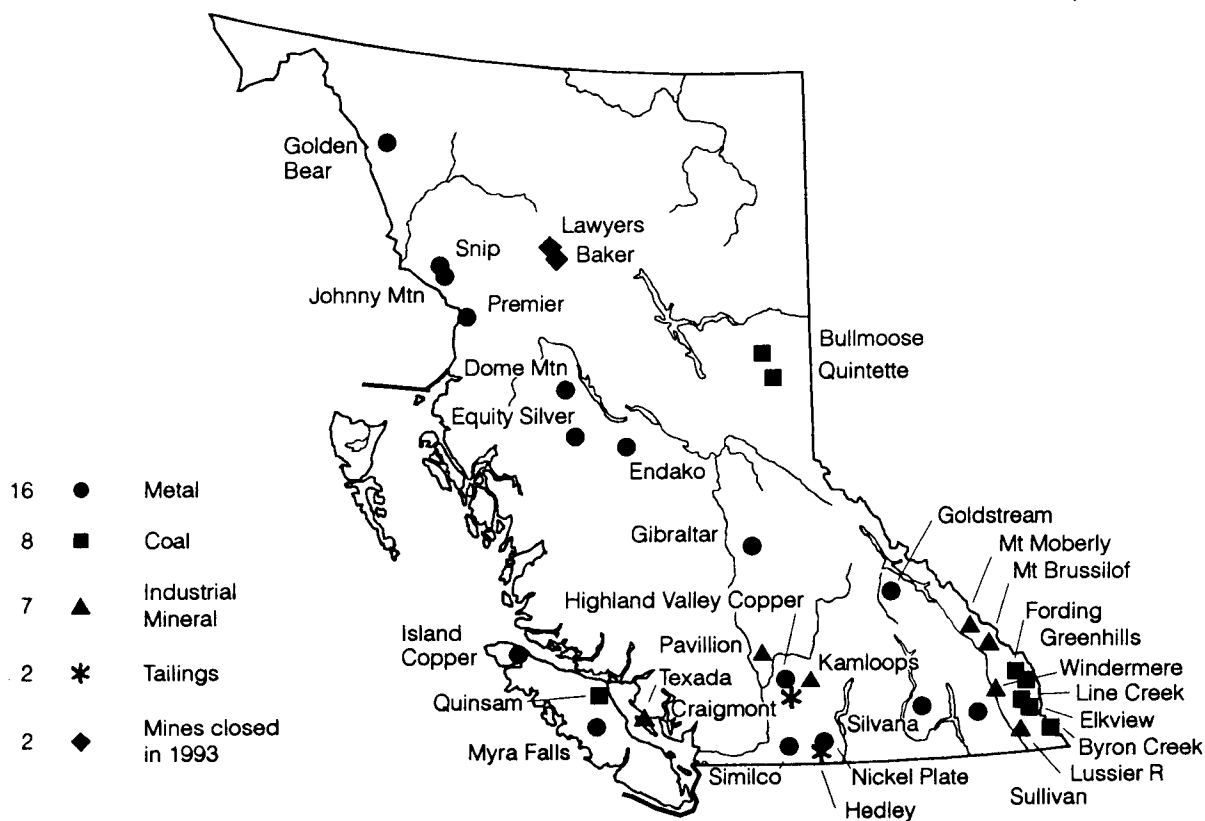 Golden
Bear
Lawyers
Baker
Snip
Johnny Mtn
Premier
Bullmoose
Quintette
Dome Mtn
Equity Silver
Endako
16 Metal
8 Coal
7 Industrial
Mineral
2 Tailings
2 Mines closed
in 1993
Gibraltar
Goldstream
Mt Moberly
Mt Brussilof
Highland Valley Copper
Fording
Greenhills
Island
Copper
Pavillion
Kamloops
Windermere
Texada
Line Creek
Quinsam
Craigmont
Silvana
Elkview
Myra Falls
Byron Creek
Similco
Nickel Plate
Lussier R
Sullivan
Hedley